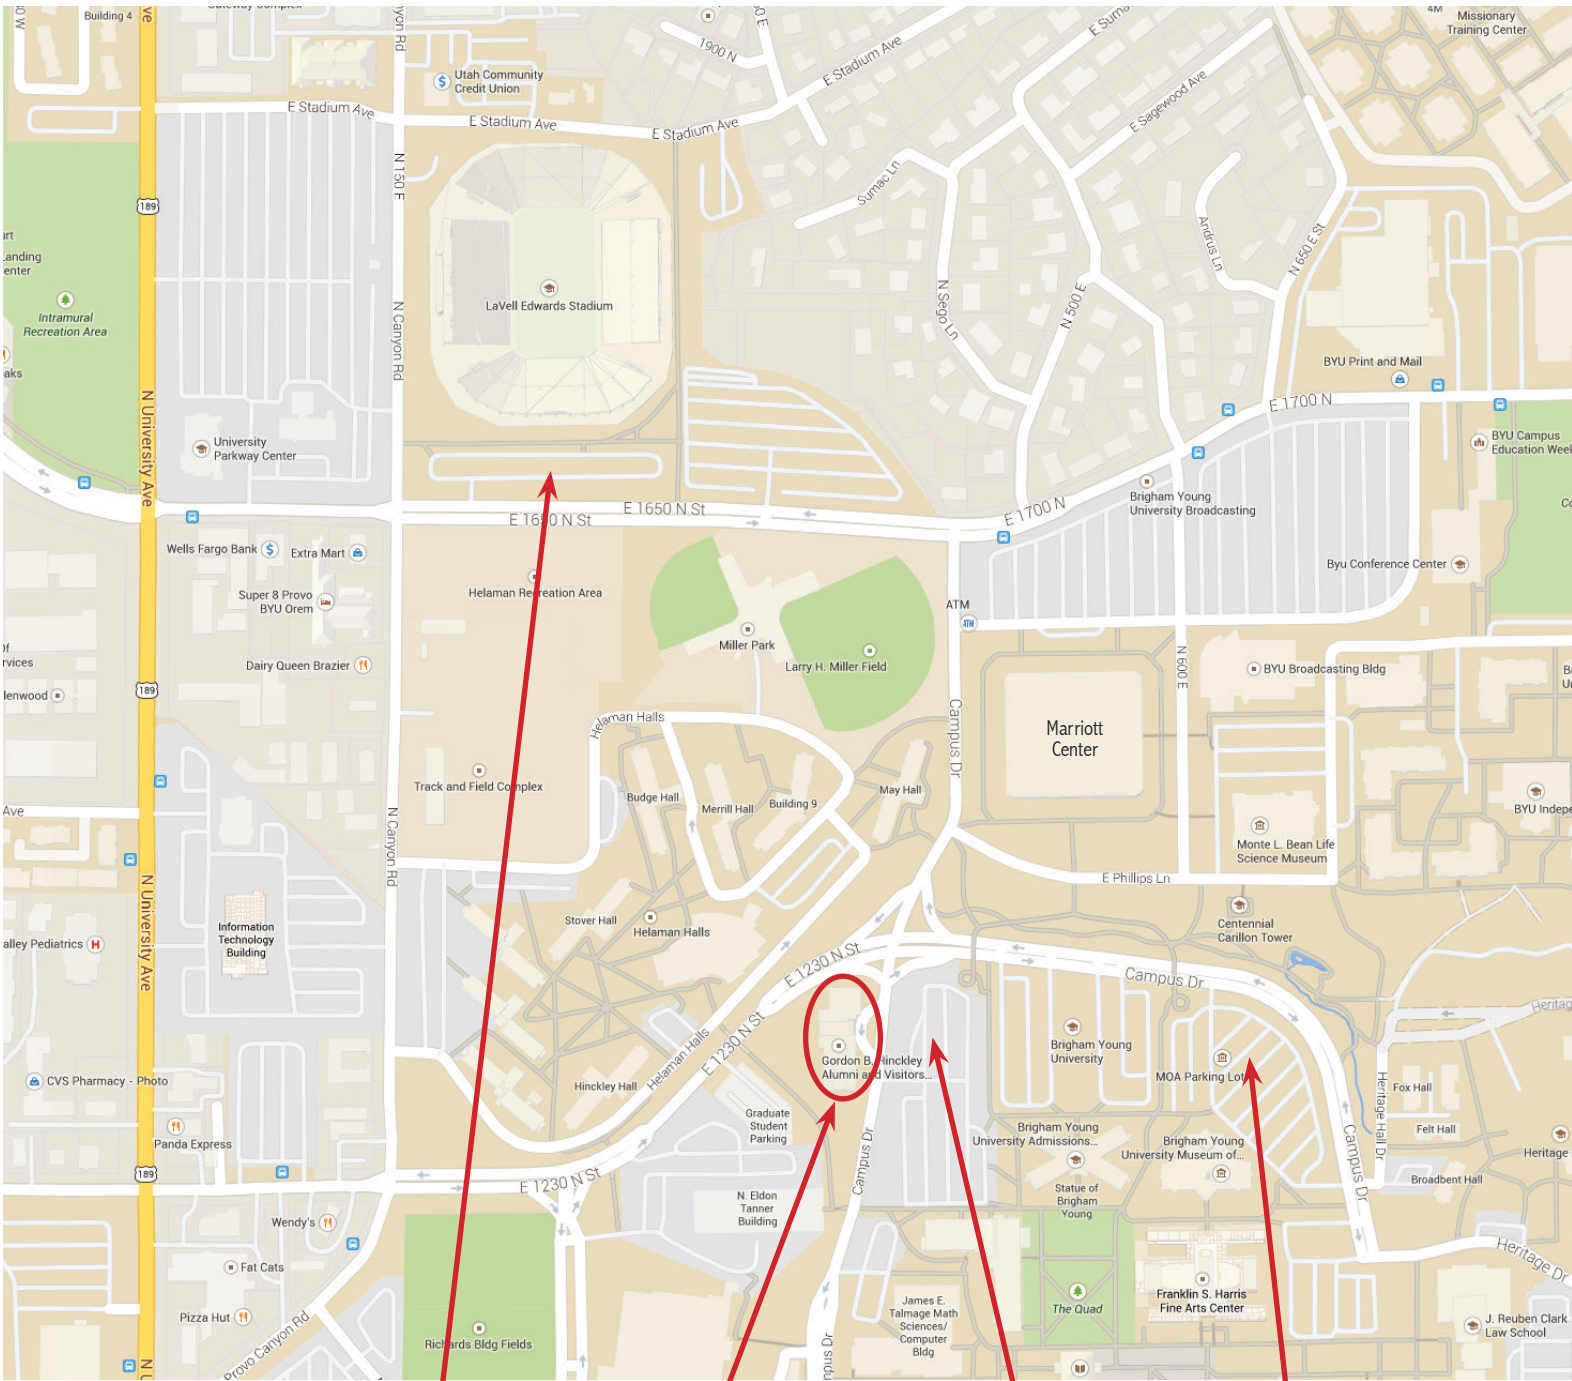 Building 4
Utah Community
Credit Union
E Stadium Ave
E Stadium Ave
E Stadium Ave
E Stadium Ave
1900 N
E Sagewood Ave
4M
Missionary
Training Center
N 150 E
189
Sumac Ln
Andrus Ln
N 650 E St
Intramural
Recreation Area
LaVell Edwards Stadium
N Canyon Rd
N Sego Ln
N 500 E
BYU Print and Mail
E 1700 N
N University Ave
University
Parkway Center
BYU Campus
Education Week
Brigham Young
University Broadcasting
E 1700 N
E 1650 N St
E 1650 N St
Wells Fargo Bank
Extra Mart
Super 8 Provo
BYU Orem
Helaman Recreation Area
Byu Conference Center
ATM
ATM
Miller Park
Larry H. Miller Field
Dairy Queen Brazier
BYU Broadcasting Bldg
N 600 E
189
Helaman Halls
Campus Dr
Marriott
Center
Track and Field Complex
Budge Hall
Merrill Hall
Building 9
May Hall
Ave
N Canyon Rd
Monte L. Bean Life
Science Museum
E Phillips Ln
N University Ave
Stover Hall
Helaman Halls
Centennial
Carillon Tower
Information
Technology
Building
alley Pediatrics
H
E 1230 N St
Campus Dr
E 1230 N St
Helaman Halls
Brigham Young
University
MOA Parking Lot
Gordon B. Hinckley
Alumni and Visitors...
CVS Pharmacy - Photo
Hinckley Hall
Fox Hall
Heritage Hall Dr
Graduate
Student
Parking
Panda Express
Felt Hall
Brigham Young
University Admissions...
Brigham Young
University Museum of...
Campus Dr
Campus Dr
Heritage
189
E 1230 N St
Broadbent Hall
Statue of
Brigham
Young
N. Eldon
Tanner
Building
Wendy's
Heritage Dr
Fat Cats
Franklin S. Harris
Fine Arts Center
The Quad
Pizza Hut
James E.
Talmage Math
Sciences/
Computer
Bldg
J. Reuben Clark
Law School
Richards Bldg Fields
Provo Canyon Rd